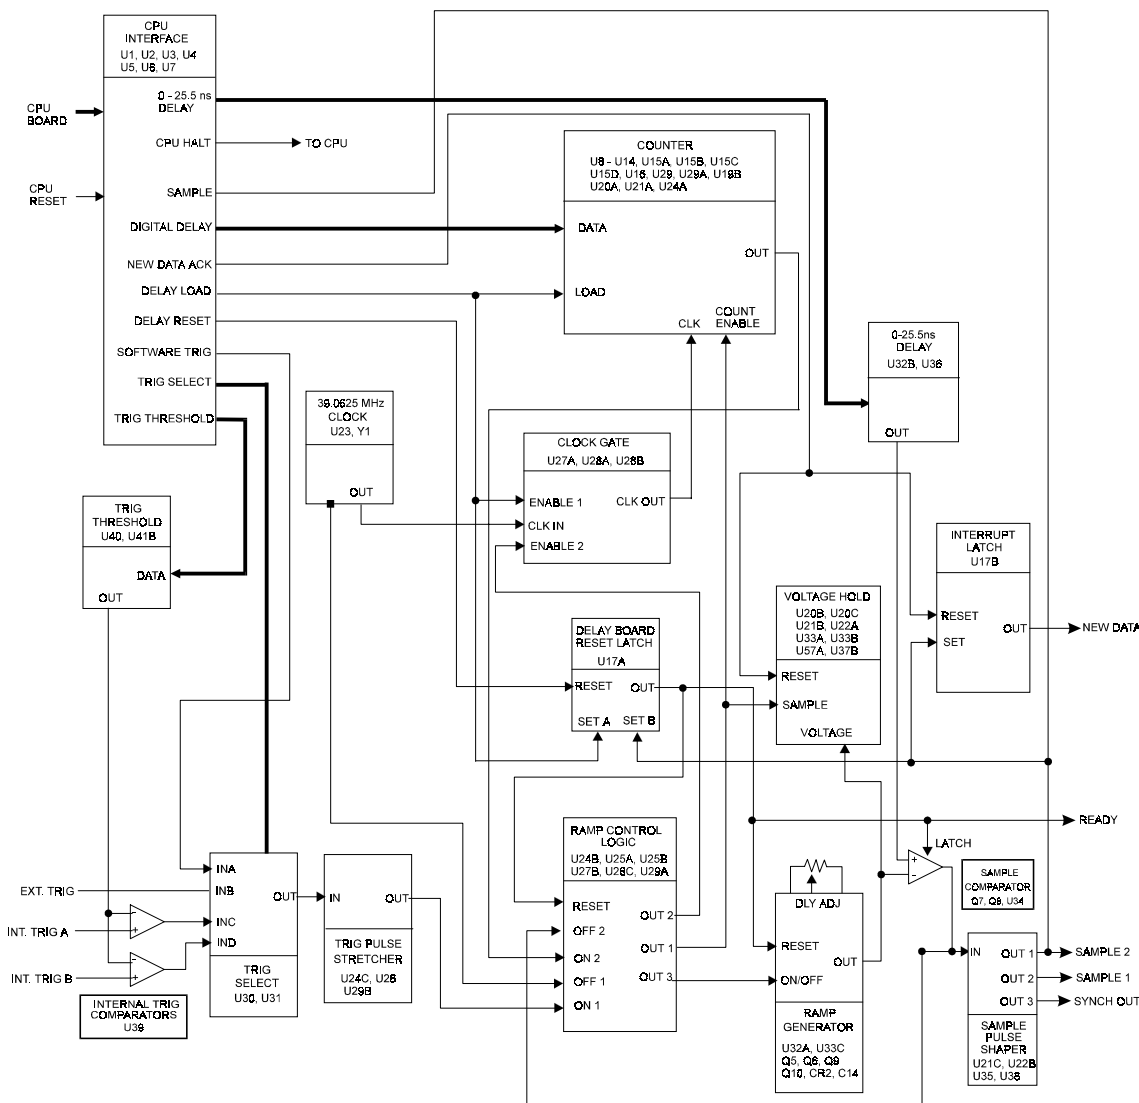 CPU
INTERFACE
U1, U2, U3, U4
U5, U6, U7
0 - 25.5 ns
DELAY
CPU
BOARD
CPU HALT
TO CPU
CPU
RESET
SAMPLE
DIGITAL DELAY
NEW DATA ACK
DELAY LOAD
DELAY RESET
SOFTWARE TRIG
TRIG SELECT
TRIG THRESHOLD
COUNTER
U8 - U14, U15A, U15B, U15C
U15D, U16, U29, U29A, U19B
U20A, U21A, U24A
DATA
OUT
LOAD
CLK
COUNT
ENABLE
0-25.5ns
DELAY
U32B, U36
OUT
39.0625 MHz
CLOCK
U23, Y1
OUT
CLOCK GATE
U27A, U28A, U28B
ENABLE 1
CLK OUT
CLK IN
ENABLE 2
TRIG
THRESHOLD
U40, U41B
DATA
OUT
INTERRUPT
LATCH
U17B
RESET
OUT
SET
NEW DATA
VOLTAGE HOLD
U20B, U20C
U21B, U22A
U33A, U33B
U57A, U37B
RESET
SAMPLE
VOLTAGE
DELAY BOARD
RESET LATCH
U17A
RESET
OUT
SET A
SET B
READY
LATCH
+
-
SAMPLE
COMPARATOR
Q7, Q8, U34
RAMP CONTROL
LOGIC
U24B, U25A, U25B
U27B, U28C, U29A
RESET
OUT 2
OFF 2
OUT 1
ON 2
OUT 3
OFF 1
ON 1
DLY ADJ
RESET
OUT
ON/OFF
RAMP
GENERATOR
U32A, U33C
Q5, Q6, Q9
Q10, CR2, C14
IN
OUT 1
OUT 2
OUT 3
SAMPLE
PULSE
SHAPER
U21C, U22B
U35, U38
SAMPLE 2
SAMPLE 1
SYNCH OUT
EXT. TRIG
INT. TRIG A
INT. TRIG B
-
+
-
+
INTERNAL TRIG
COMPARATORS
U39
INA
INB
OUT
INC
IND
TRIG
SELECT
U30, U31
IN
OUT
TRIG PULSE
STRETCHER
U24C, U26
U29B